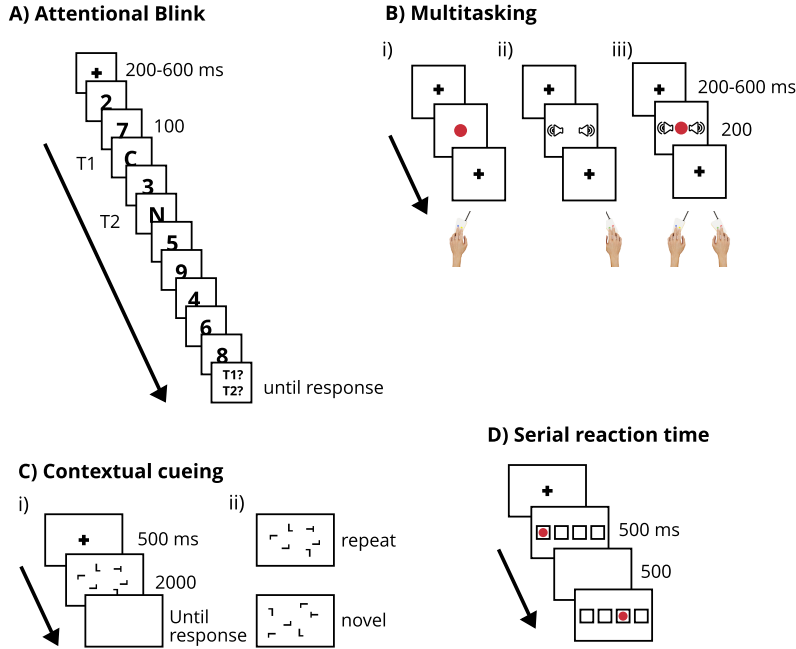 A) Attentional Blink
200-600 ms
2
7
100
T1
C
3
T2
N
5
9
4
6
8
T1?
T2?
until response
B) Multitasking
i)
ii)
iii)
200-600 ms
200
C) Contextual cueing
i)
500 ms
2000
Until
response
ii)
repeat
novel
D) Serial reaction time
500 ms
500